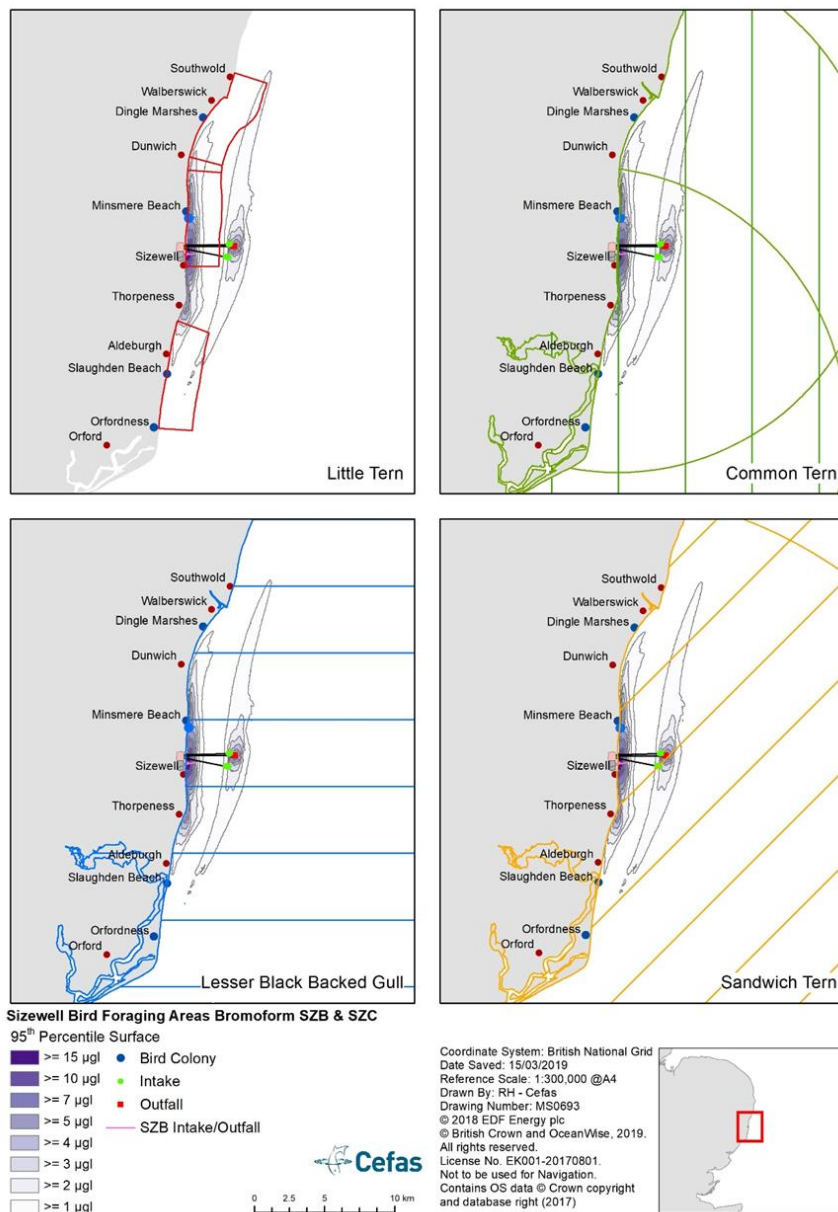 Southwold
Walberswick
Dingle Marshes
Dunwich
Minsmere Beach
Sizewell
Thorpeness
Aldeburgh
Slaughden Beach
Orfordness
Orford
Little Tern
Southwold
Walberswick
Dingle Marshes
Dunwich
Minsmere Beach
Sizewell
Thorpeness
Aldeburgh
Slaughden Beach
Orfordness
Orford
Common Tern
Southwold
Walberswick
Dingle Marshes
Dunwich
Minsmere Beach
Sizewell
Thorpeness
Aldeburgh
Slaughden Beach
Orfordness
Orford
Lesser Black Backed Gull
Southwold
Walberswick
Dingle Marshes
Dunwich
Minsmere Beach
Sizewell
Thorpeness
Aldeburgh
Slaughden Beach
Orfordness
Orford
Sandwich Tern
Sizewell Bird Foraging Areas Bromoform SZB & SZC
95th Percentile Surface
>= 15 µgl
>= 10 µgl
>= 7 µgl
>= 5 µgl
>= 4 µgl
>= 3 µgl
>= 2 µgl
>= 1 µgl
Bird Colony
Intake
Outfall
SZB Intake/Outfall
Cefas
0 2.5 5 10 km
Coordinate System: British National Grid
Date Saved: 15/03/2019
Reference Scale: 1:300,000 @A4
Drawn By: RH - Cefas
Drawing Number: MS0693
© 2018 EDF Energy plc
© British Crown and OceanWise, 2019.
All rights reserved.
License No. EK001-20170801.
Not to be used for Navigation.
Contains OS data © Crown copyright
and database right (2017)